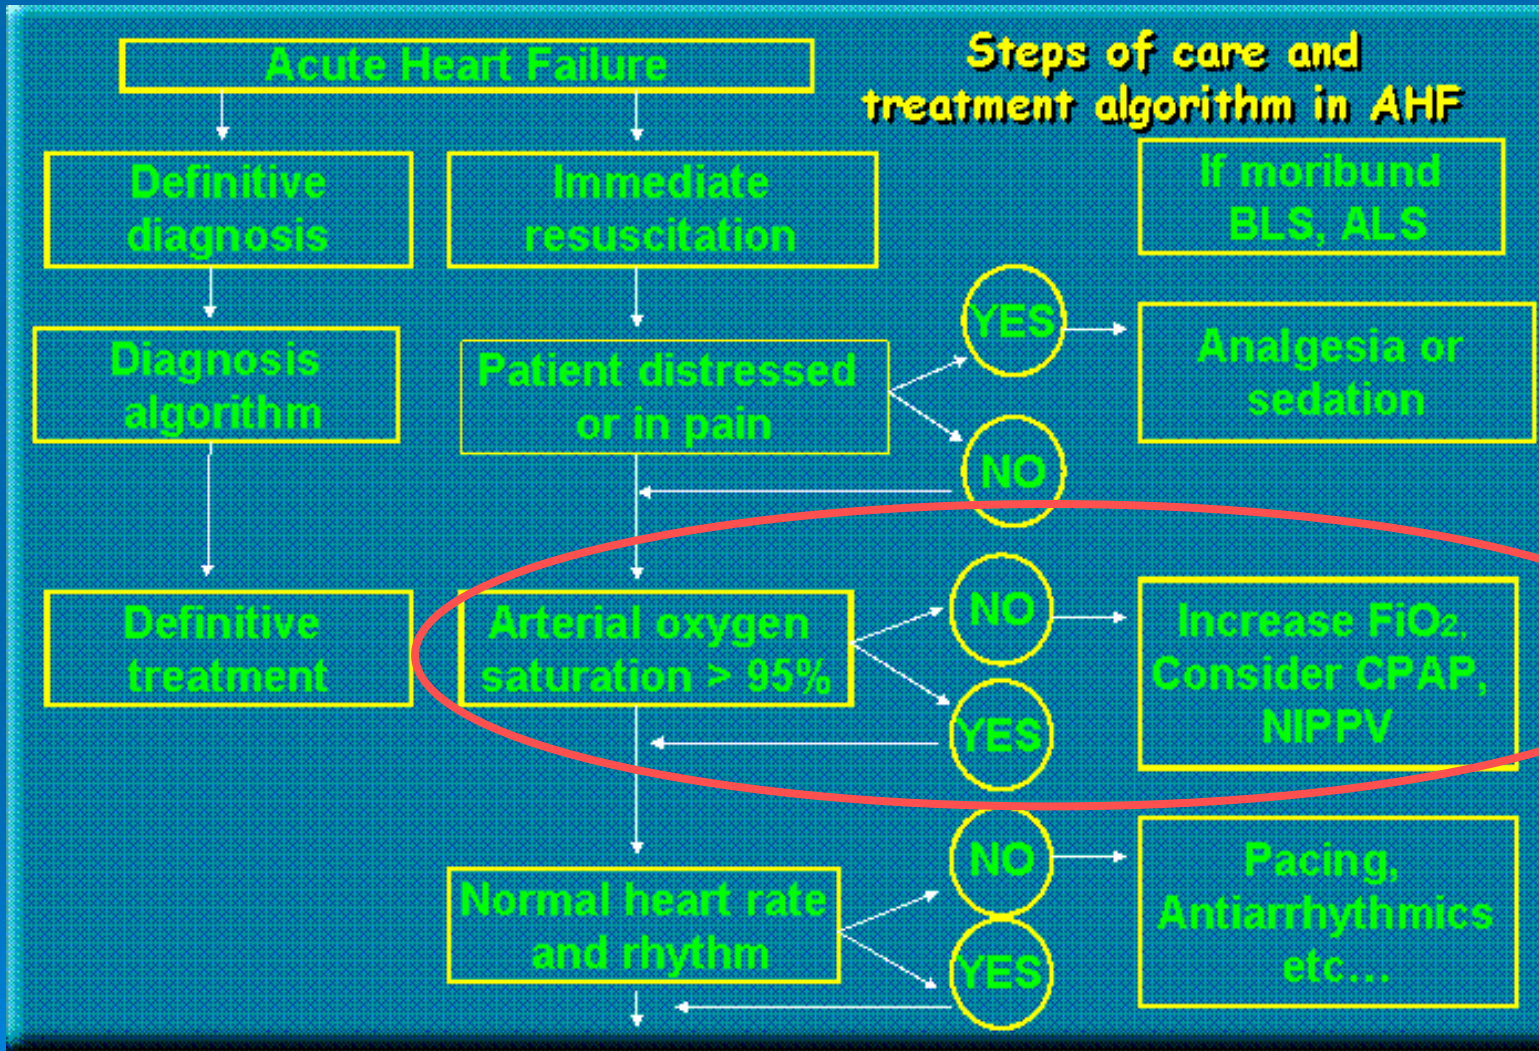 Steps of care and
treatment algorithm in AHF
Acute Heart Failure
Definitive
diagnosis
Immediate
resuscitation
If moribund
BLS, ALS
Diagnosis
algorithm
Patient distressed
or in pain
YES
NO
Analgesia or
sedation
Definitive
treatment
Arterial oxygen
saturation > 95%
NO
YES
Increase FiO2,
Consider CPAP,
NIPPV
Normal heart rate
and rhythm
NO
YES
Pacing,
Antiarrhythmics
etc...